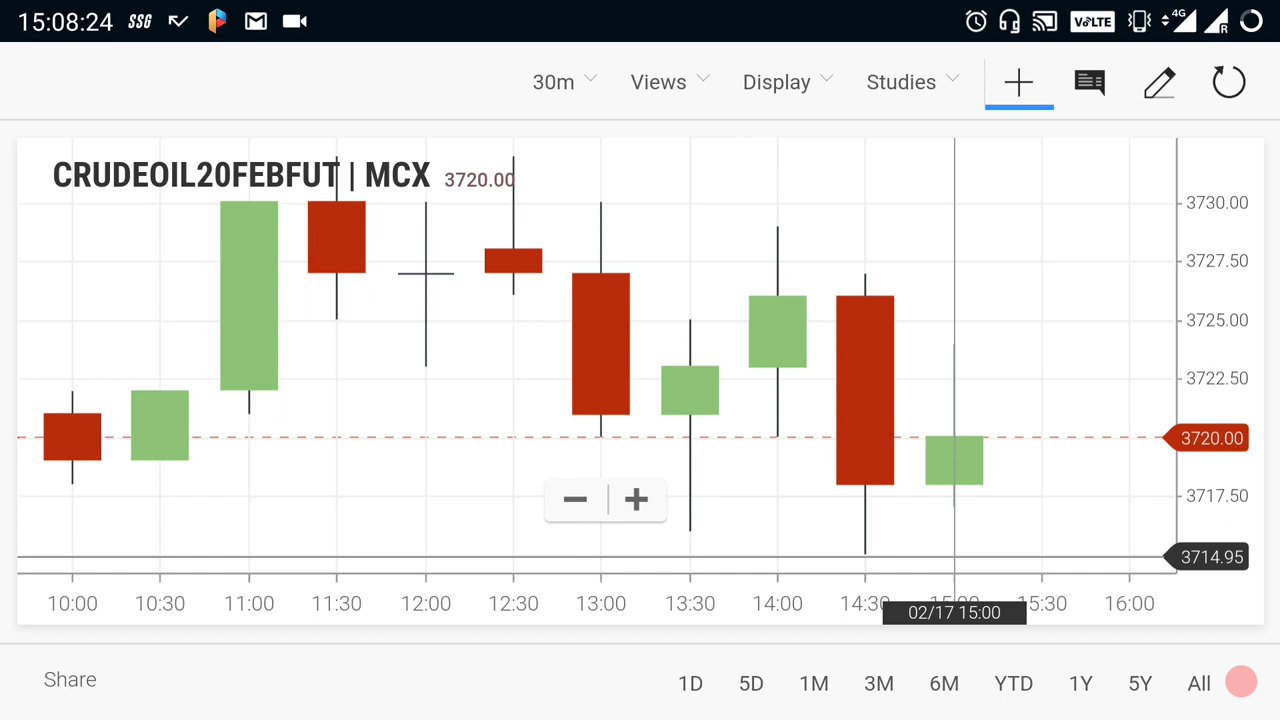 15:08:24 SSG VoLTE 4G R
30m Views Display Studies
CRUDEOIL20FEBFUT | MCX 3720.00
3730.00
3727.50
3725.00
3722.50
3720.00
3717.50
3714.95
10:00 10:30 11:00 11:30 12:00 12:30 13:00 13:30 14:00 14:30 15:00 15:30 16:00
02/17 15:00
Share 1D 5D 1M 3M 6M YTD 1Y 5Y All